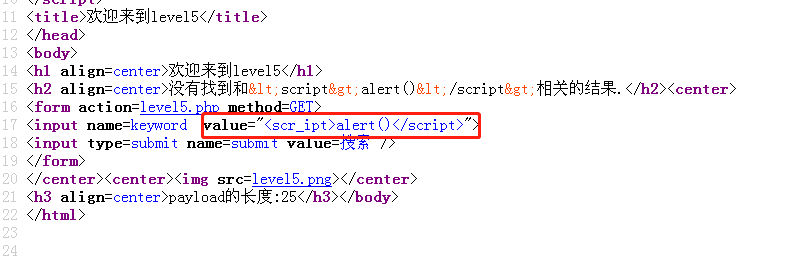 10 </script>
11 <title>欢迎来到level5</title>
12 </head>
13 <body>
14 <h1 align=center>欢迎来到level5</h1>
15 <h2 align=center>没有找到和&lt;script&gt;alert()&lt;/script&gt;相关的结果.</h2><center>
16 <form action=level5.php method=GET>
17 <input name=keyword value="<scr_ipt>alert()</script>">
18 <input type=submit name=submit value=搜索 />
19 </form>
20 </center><center><img src=level5.png></center>
21 <h3 align=center>payload的长度:25</h3></body>
22 </html>
23
24